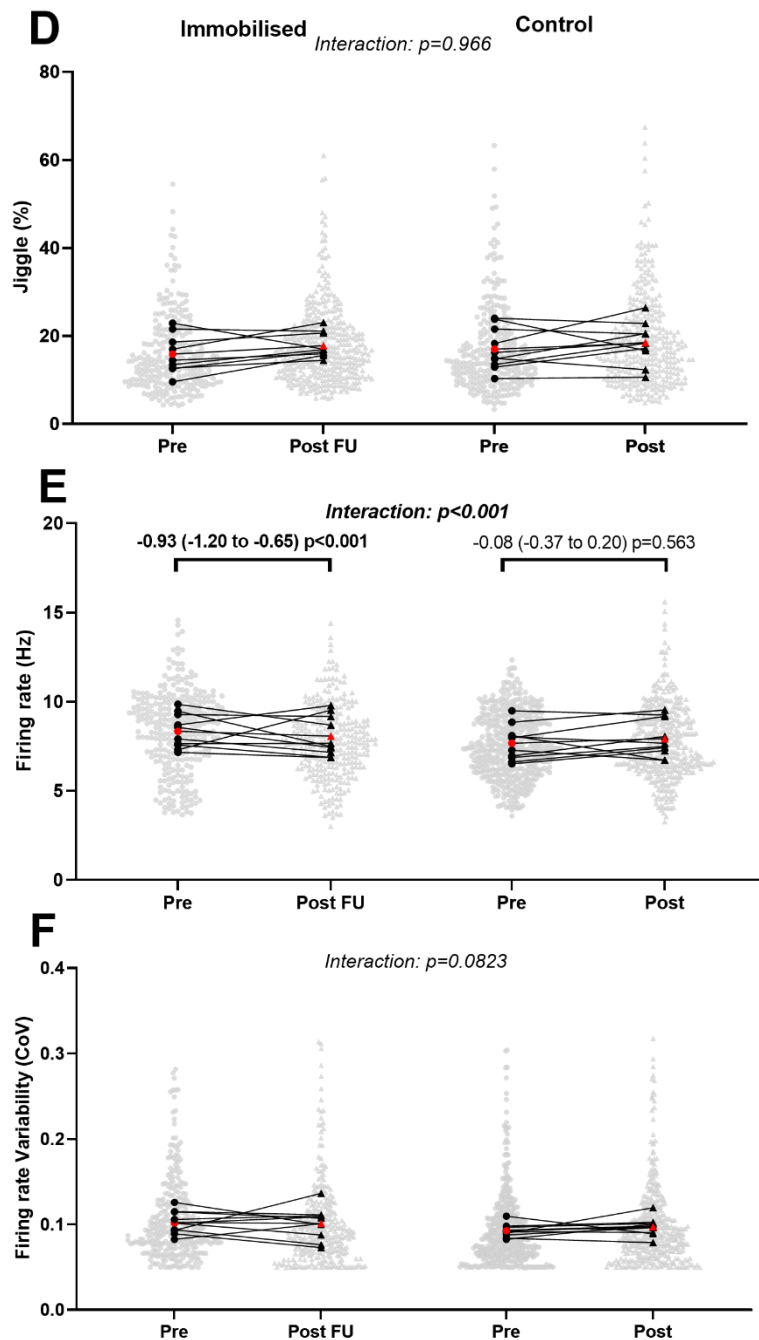 D
Immobilised Control
Interaction: p=0.966
80
60
40
20
0
Jiggle (%)
Pre Post FU Pre Post
E
Interaction: p<0.001
-0.93 (-1.20 to -0.65) p<0.001 -0.08 (-0.37 to 0.20) p=0.563
20
15
10
5
0
Firing rate (Hz)
Pre Post FU Pre Post
F
Interaction: p=0.0823
0.4
0.3
0.2
0.1
0.0
Firing rate Variability (CoV)
Pre Post FU Pre Post